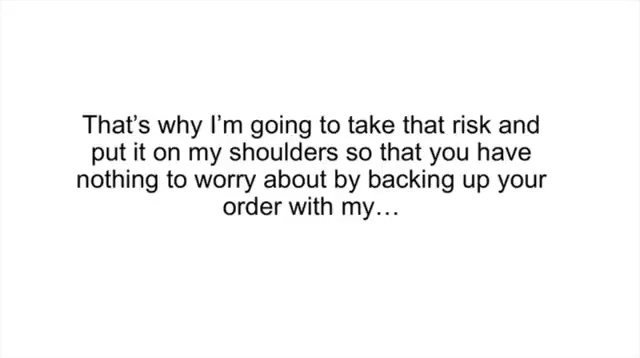 That’s why I’m going to take that risk and
put it on my shoulders so that you have
nothing to worry about by backing up your
order with my…